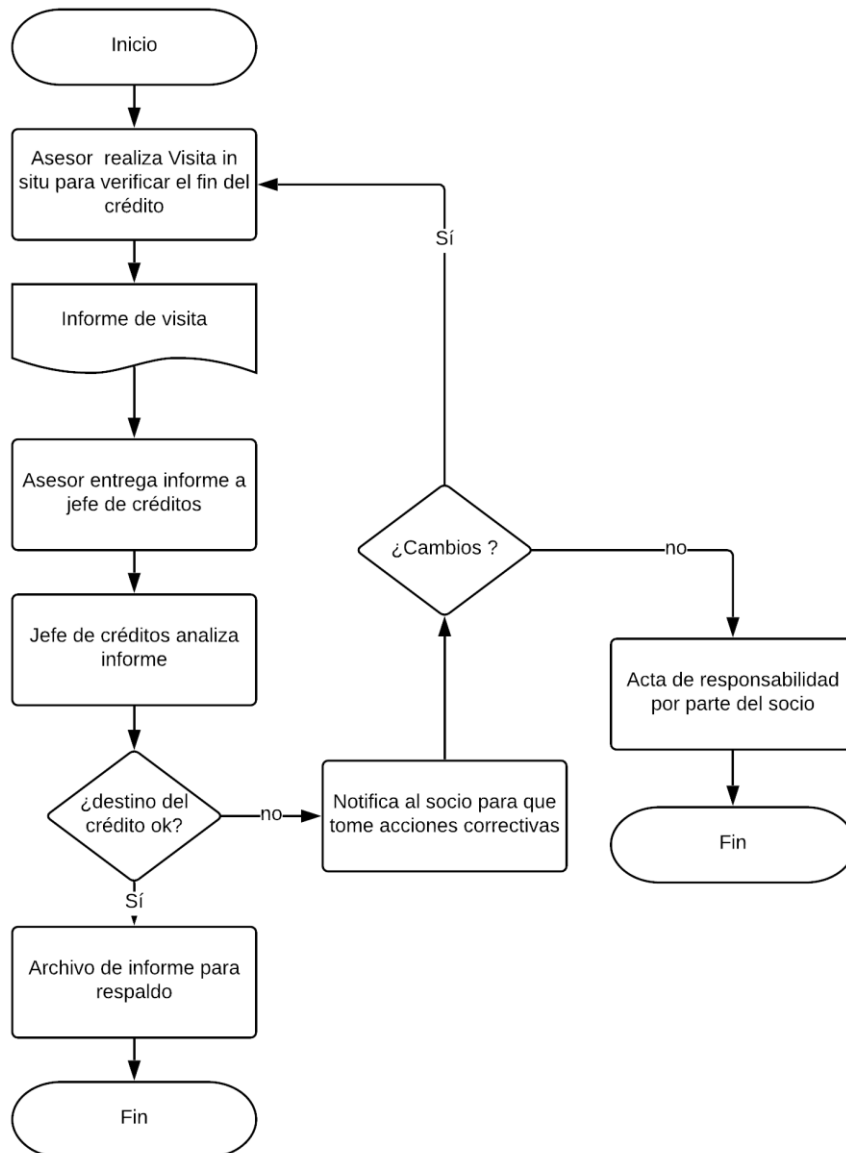 Inicio
Asesor realiza Visita in
situ para verificar el fin del
crédito
Sí
Informe de visita
Asesor entrega informe a
jefe de créditos
¿Cambios ?
no
Jefe de créditos analiza
informe
Acta de responsabilidad
por parte del socio
¿destino del
crédito ok?
no
Notifica al socio para que
tome acciones correctivas
Fin
Sí
Archivo de informe para
respaldo
Fin